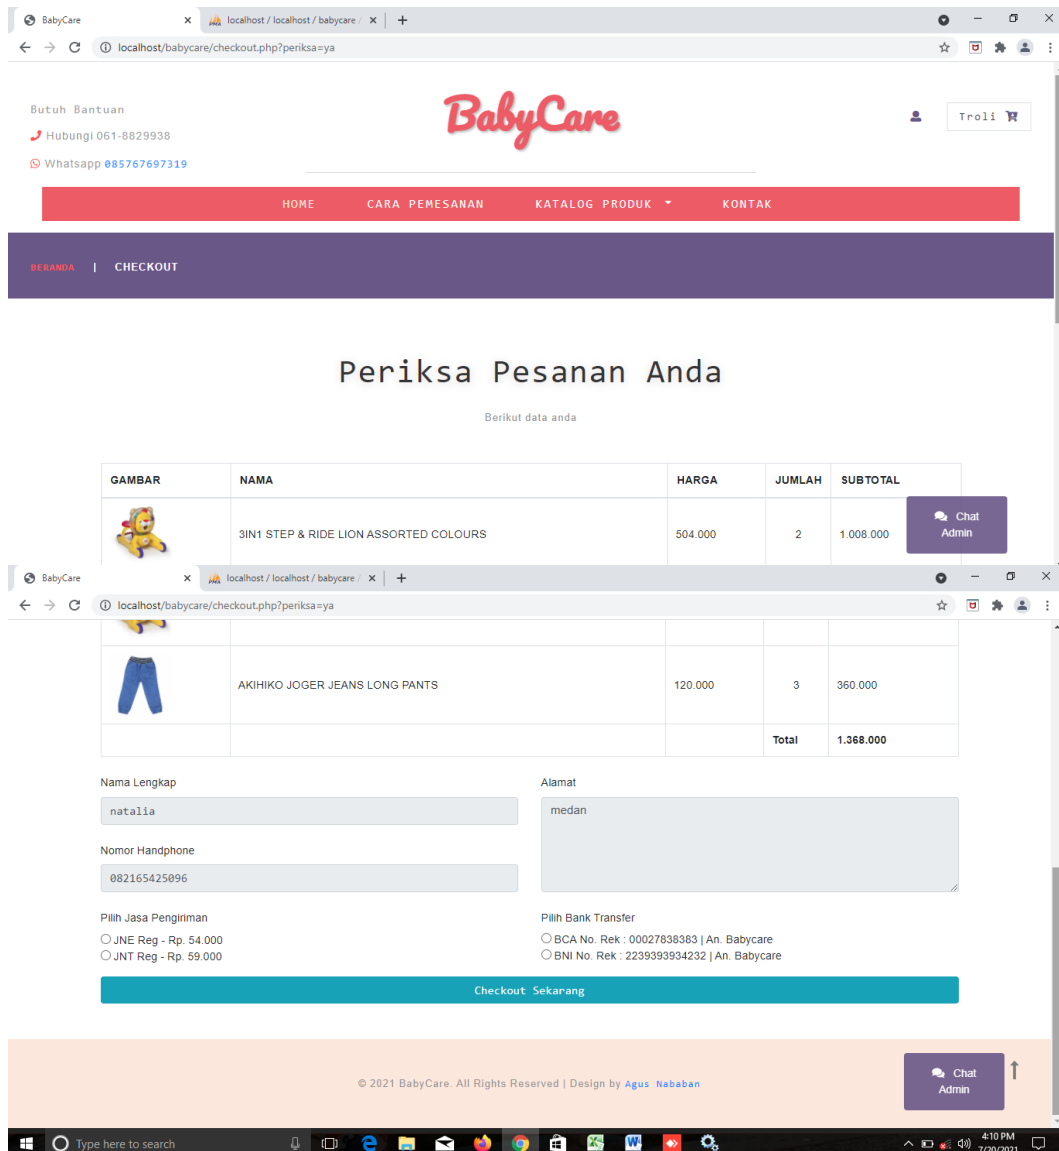 BabyCare
localhost / localhost / babycare /
localhost/babycare/checkout.php?periksa=ya
Butuh Bantuan
Hubungi 061-8829938
Whatsapp 085767697319
BabyCare
Troli
HOME CARA PEMESANAN KATALOG PRODUK KONTAK
BERANDA | CHECKOUT
Periksa Pesanan Anda
Berikut data anda
GAMBAR NAMA HARGA JUMLAH SUBTOTAL
3IN1 STEP & RIDE LION ASSORTED COLOURS 504.000 2 1.008.000
Chat
Admin
BabyCare
localhost / localhost / babycare /
localhost/babycare/checkout.php?periksa=ya
AKIHIKO JOGER JEANS LONG PANTS 120.000 3 360.000
Total 1.368.000
Nama Lengkap
natalia
Nomor Handphone
082165425096
Alamat
medan
Pilih Jasa Pengiriman
JNE Reg - Rp. 54.000
JNT Reg - Rp. 59.000
Pilih Bank Transfer
BCA No. Rek : 00027838383 | An. Babycare
BNI No. Rek : 2239393934232 | An. Babycare
Checkout Sekarang
© 2021 BabyCare. All Rights Reserved | Design by Agus Nababan
Chat
Admin
Type here to search
4:10 PM
7/20/2021